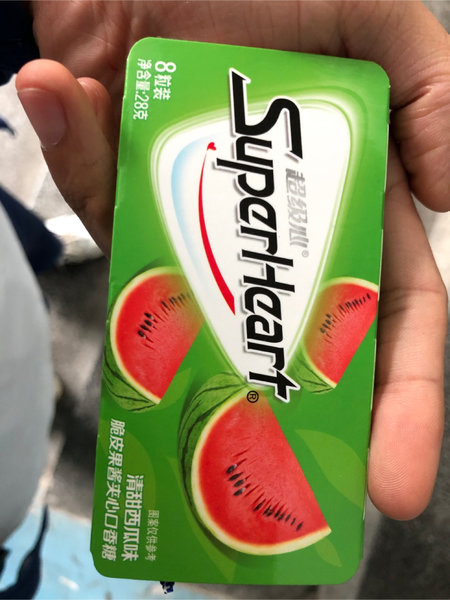 8粒装
净含量:28克
超级心®
SuperHeart®
图案仅供参考
清甜西瓜味
脆皮果酱夹心口香糖